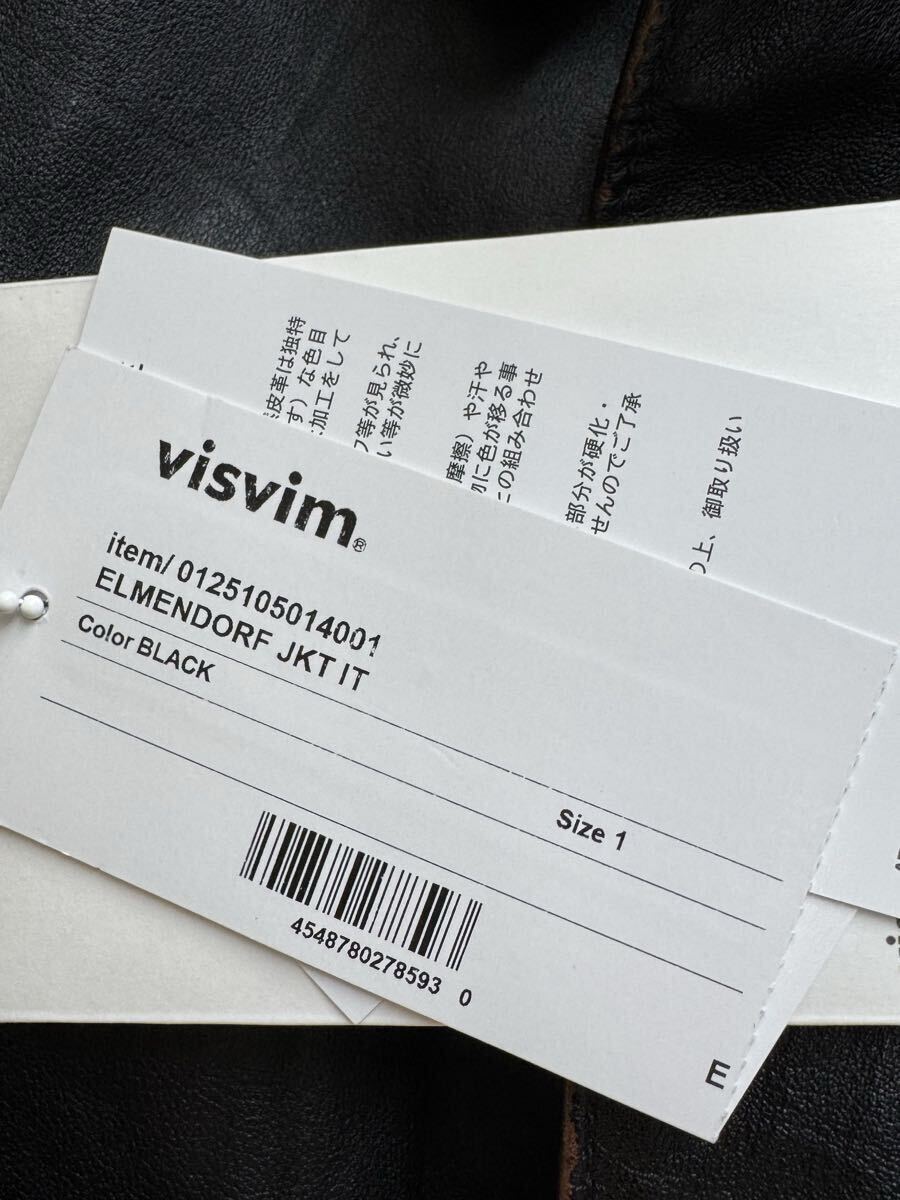 visvim®
item/ 0125105014001
ELMENDORF JKT IT
Color BLACK
Size 1
4548780278593 0
E
皮革は独特
す）な色目
加工をして
フ等が見られ、
い等が微妙に
摩擦）や汗や
物に色が移る事
との組み合わせ
部分が硬化・
せんのでご了承
の上、御取り扱い